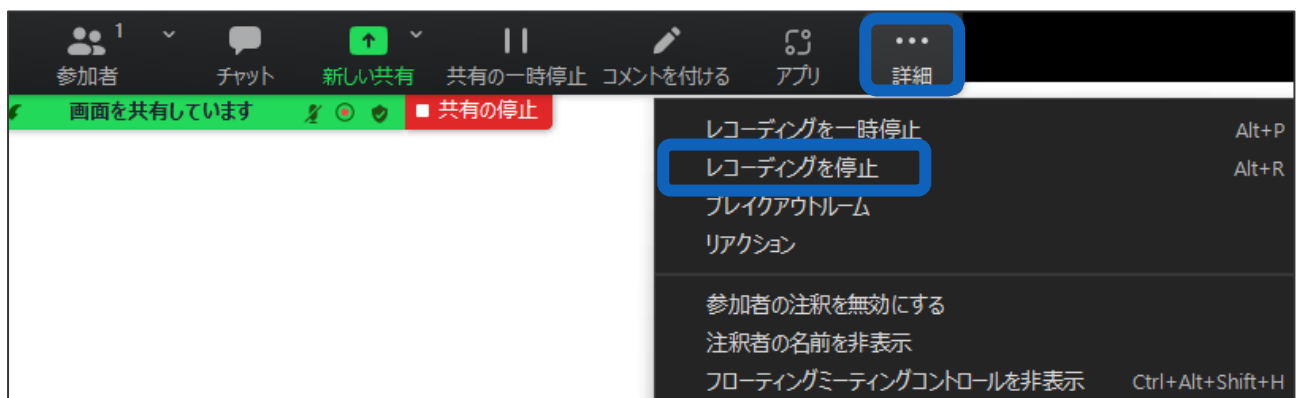 1
参加者 チャット 新しい共有 共有の一時停止 コメントを付ける アプリ 詳細
画面を共有しています 共有の停止
レコーディングを一時停止 Alt+P
レコーディングを停止 Alt+R
ブレイクアウトルーム
リアクション
参加者の注釈を無効にする
注釈者の名前を非表示
フローティングミーティングコントロールを非表示 Ctrl+Alt+Shift+H